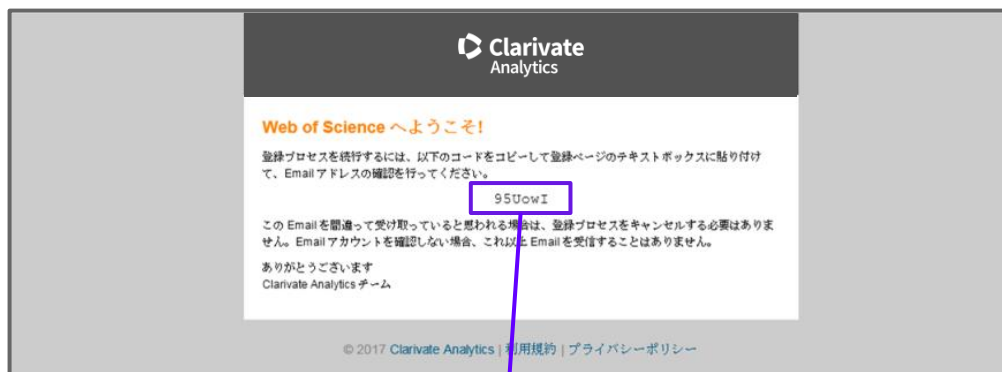 Clarivate
Analytics
Web of Science へようこそ!
登録プロセスを続行するには、以下のコードをコピーして登録ページのテキストボックスに貼り付け
て、Email アドレスの確認を行ってください。
95UowI
この Email を間違って受け取っていると思われる場合は、登録プロセスをキャンセルする必要はありま
せん。Email アカウントを確認しない場合、これ以上 Email を受信することはありません。
ありがとうございます
Clarivate Analytics チーム
© 2017 Clarivate Analytics | 利用規約 | プライバシーポリシー